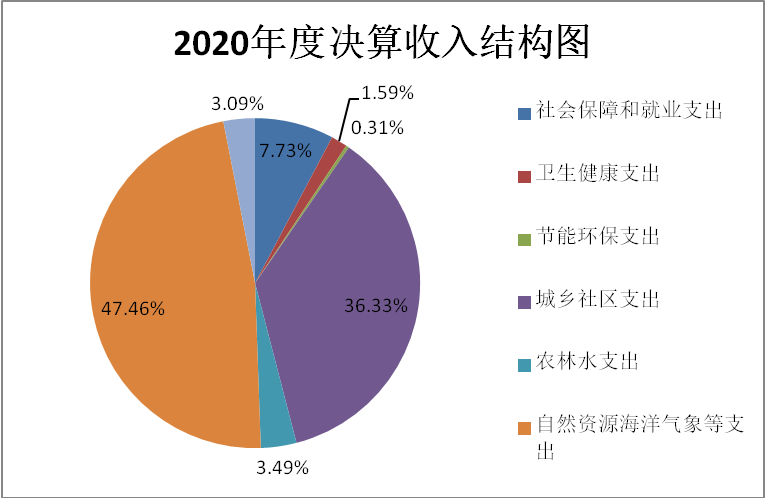 2020年度决算收入结构图
3.09%
1.59%
0.31%
7.73%
36.33%
47.46%
3.49%
社会保障和就业支出
卫生健康支出
节能环保支出
城乡社区支出
农林水支出
自然资源海洋气象等支
出